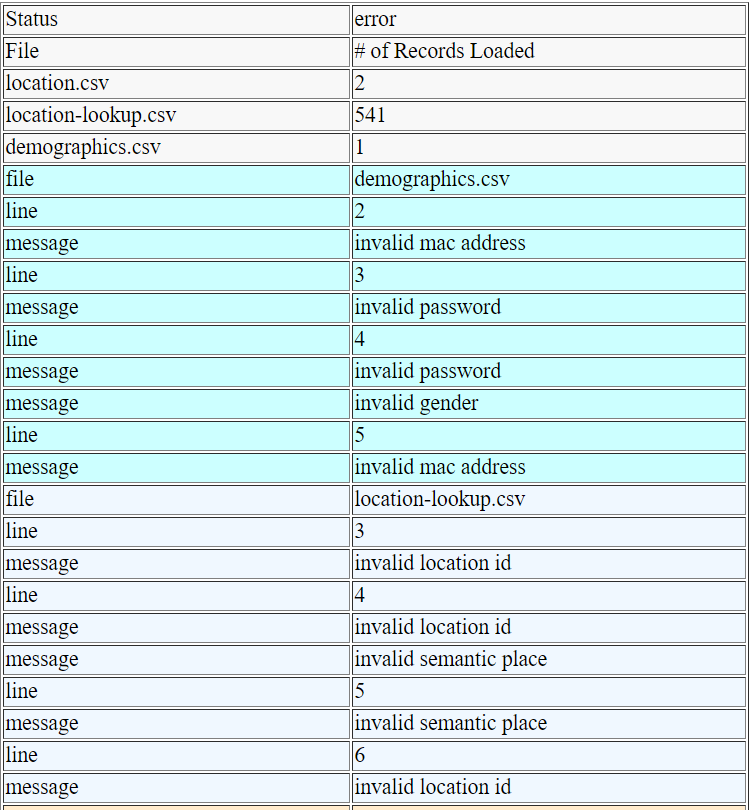 Status error
File # of Records Loaded
location.csv 2
location-lookup.csv 541
demographics.csv 1
file demographics.csv
line 2
message invalid mac address
line 3
message invalid password
line 4
message invalid password
message invalid gender
line 5
message invalid mac address
file location-lookup.csv
line 3
message invalid location id
line 4
message invalid location id
message invalid semantic place
line 5
message invalid semantic place
line 6
message invalid location id